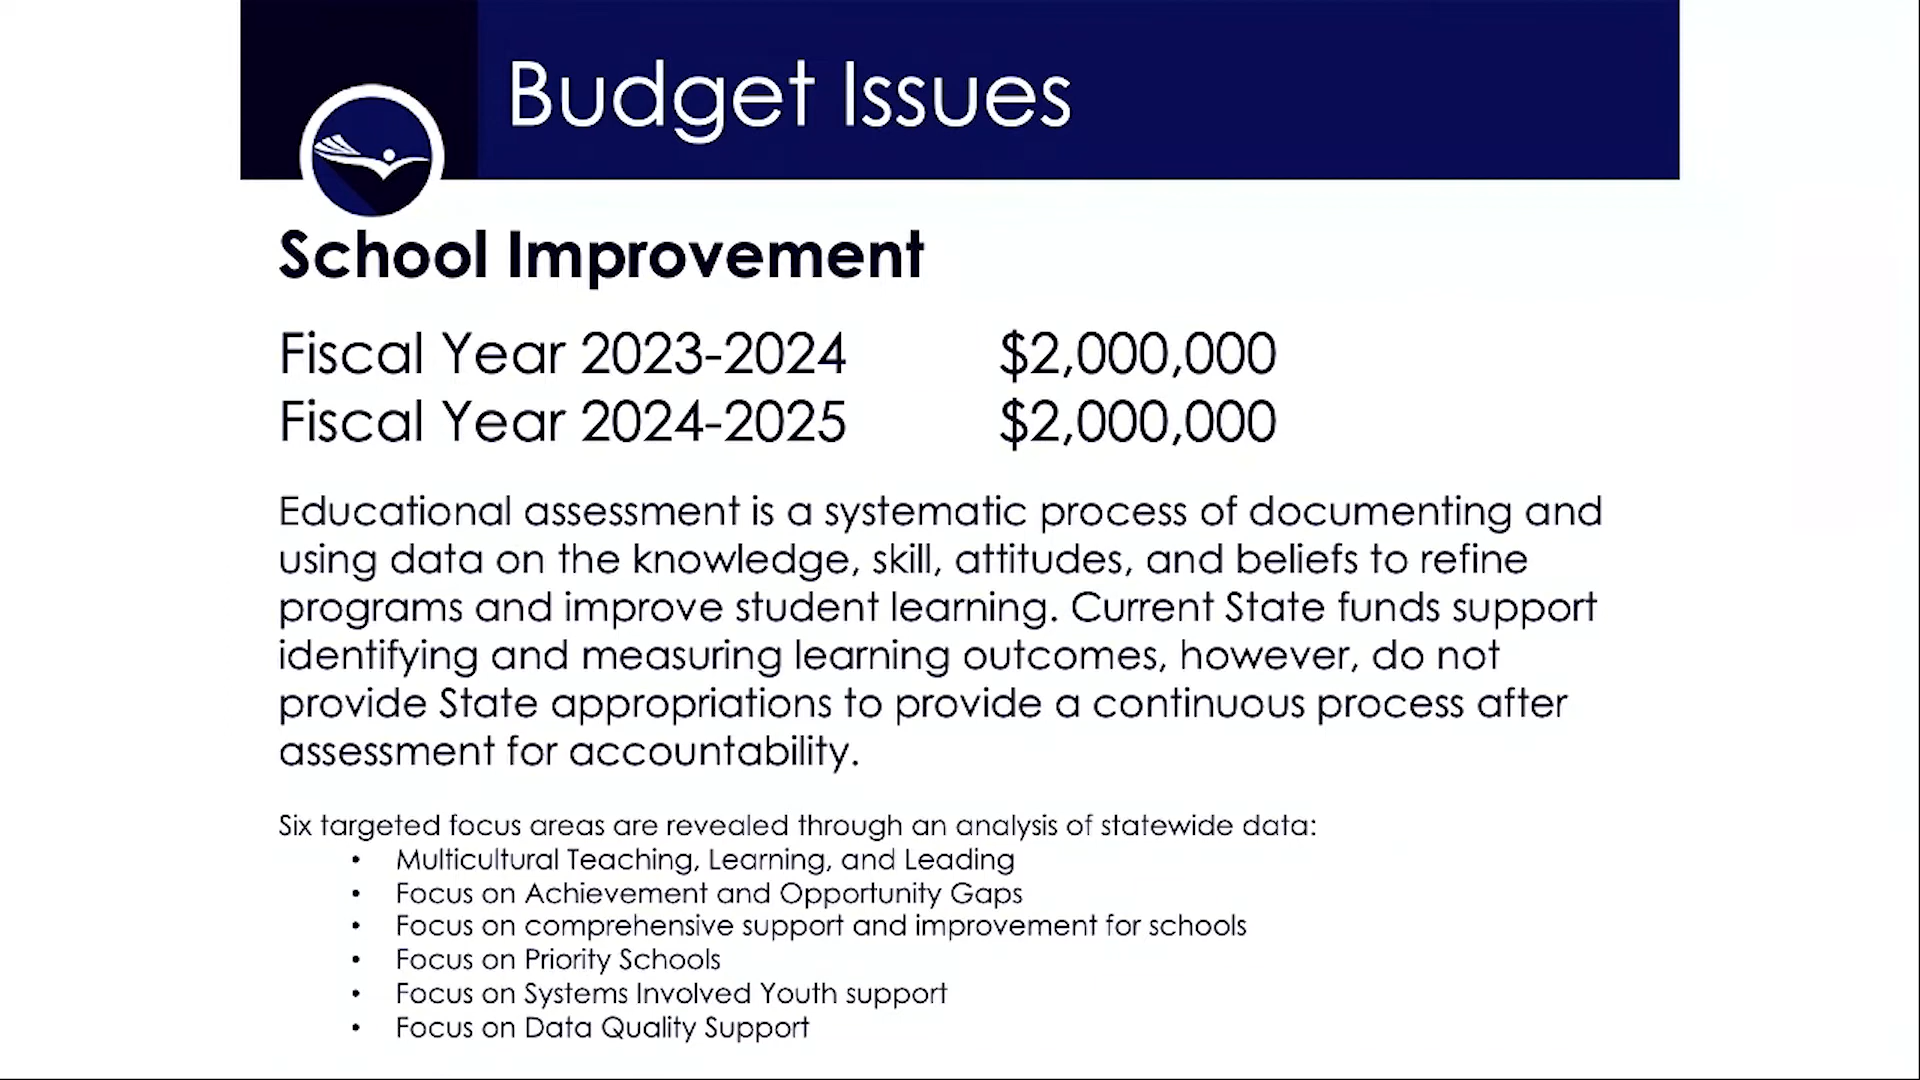 Budget Issues
School Improvement
Fiscal Year 2023-2024 $2,000,000
Fiscal Year 2024-2025 $2,000,000
Educational assessment is a systematic process of documenting and
using data on the knowledge, skill, attitudes, and beliefs to refine
programs and improve student learning. Current State funds support
identifying and measuring learning outcomes, however, do not
provide State appropriations to provide a continuous process after
assessment for accountability.
Six targeted focus areas are revealed through an analysis of statewide data:
• Multicultural Teaching, Learning, and Leading
• Focus on Achievement and Opportunity Gaps
• Focus on comprehensive support and improvement for schools
• Focus on Priority Schools
• Focus on Systems Involved Youth support
• Focus on Data Quality Support